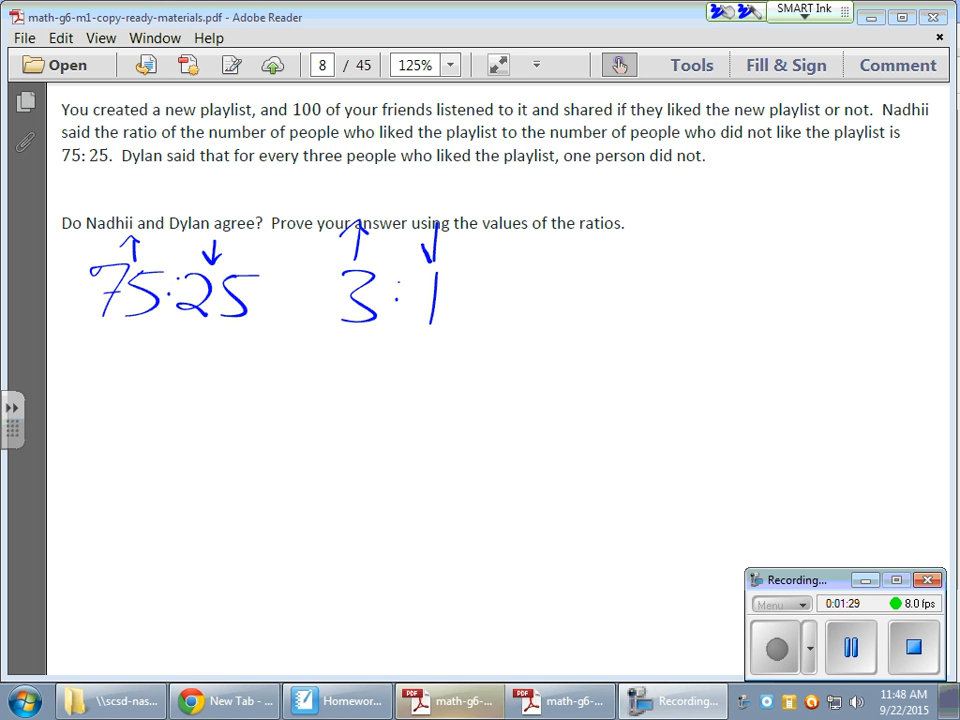 math-g6-m1-copy-ready-materials.pdf - Adobe Reader
SMART Ink
File Edit View Window Help
Open 8 / 45 125% Tools Fill & Sign Comment
You created a new playlist, and 100 of your friends listened to it and shared if they liked the new playlist or not. Nadhii
said the ratio of the number of people who liked the playlist to the number of people who did not like the playlist is
75: 25. Dylan said that for every three people who liked the playlist, one person did not.
Do Nadhii and Dylan agree? Prove your answer using the values of the ratios.
75:25 3:1
Recording...
Menu 0:01:29 8.0 fps
\\scsd-nas... New Tab - ... Homework... math-g6-... math-g6-... Recording... 11:48 AM
9/22/2015